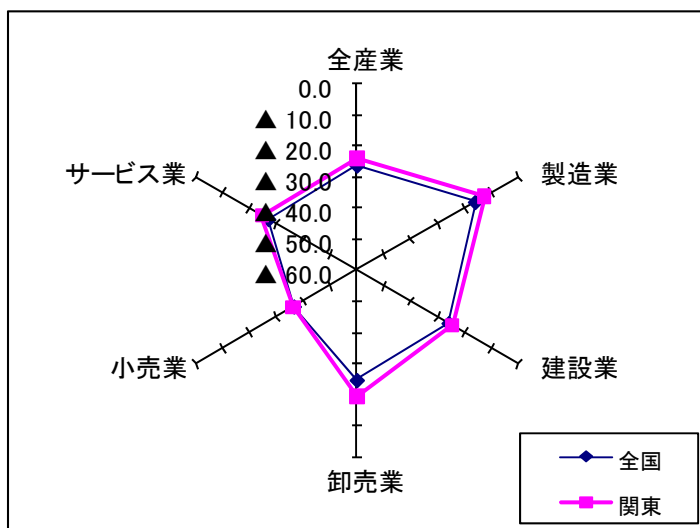 全産業
0.0
▲ 10.0
▲ 20.0
▲ 30.0
▲ 40.0
▲ 50.0
▲ 60.0
サービス業
製造業
小売業
建設業
卸売業
全国
関東